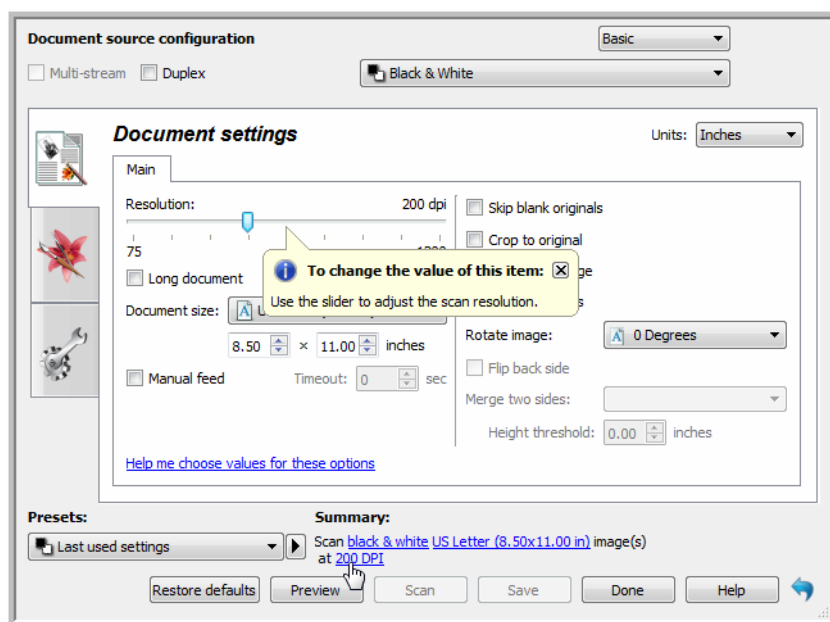 Document source configuration
Basic
Multi-stream
Duplex
Black & White
Document settings
Units: Inches
Main
Resolution: 200 dpi
75
Skip blank originals
Crop to original
To change the value of this item:
Use the slider to adjust the scan resolution.
Long document
Document size:
8.50 × 11.00 inches
Rotate image: 0 Degrees
Manual feed
Timeout: 0 sec
Flip back side
Merge two sides:
Height threshold: 0.00 inches
Help me choose values for these options
Presets:
Last used settings
Summary:
Scan black & white US Letter (8.50x11.00 in) image(s)
at 200 DPI
Restore defaults
Preview
Scan
Save
Done
Help